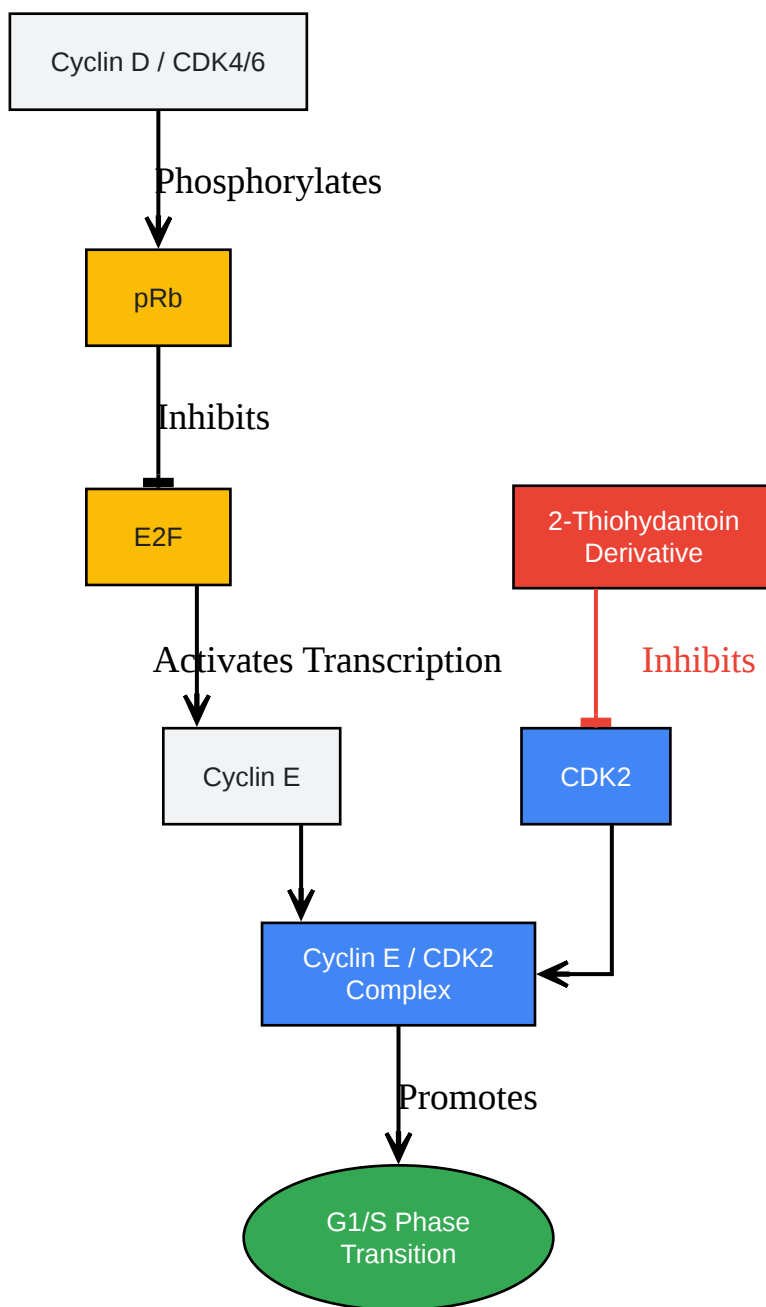 Cyclin D / CDK4/6
Phosphorylates
pRb
Inhibits
E2F
2-Thiohydantoin
Derivative
Activates Transcription
Inhibits
Cyclin E
CDK2
Cyclin E / CDK2
Complex
Promotes
G1/S Phase
Transition